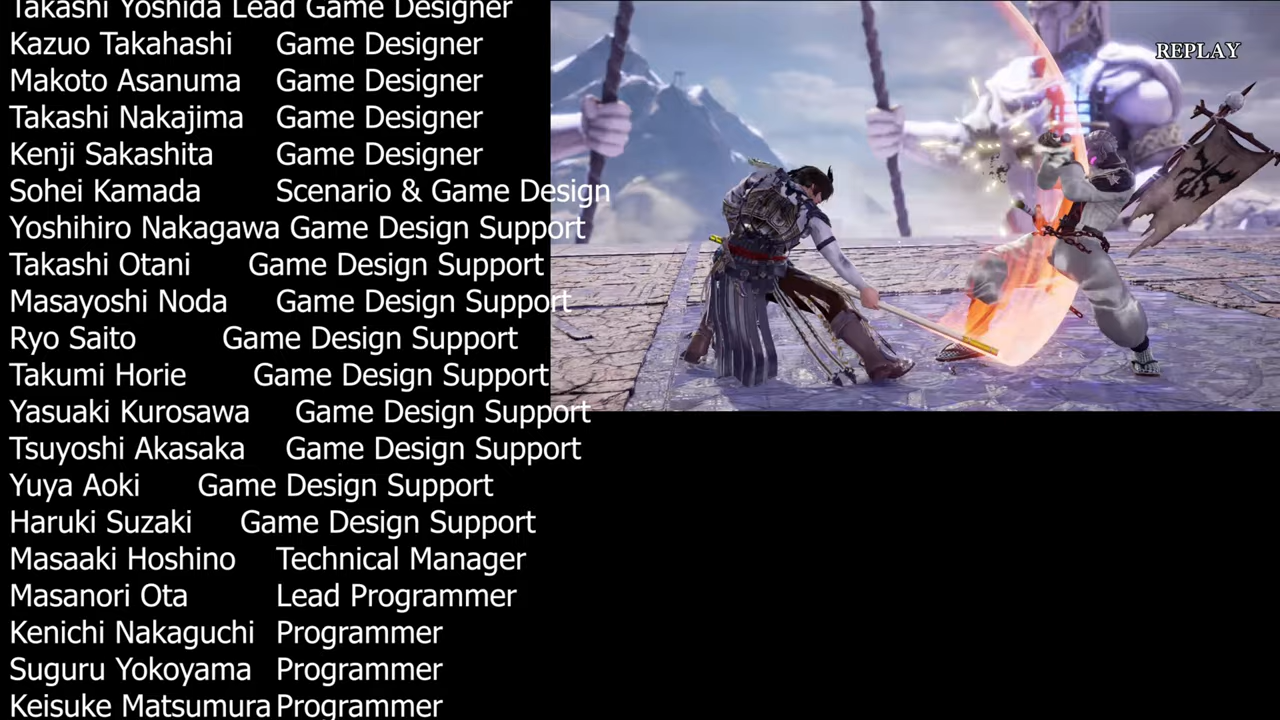 Takashi Yoshida Lead Game Designer
Kazuo Takahashi Game Designer
REPLAY
Makoto Asanuma Game Designer
Takashi Nakajima Game Designer
Kenji Sakashita Game Designer
Sohei Kamada Scenario & Game Design
Yoshihiro Nakagawa Game Design Support
Takashi Otani Game Design Support
Masayoshi Noda Game Design Support
Ryo Saito Game Design Support
Takumi Horie Game Design Support
Yasuaki Kurosawa Game Design Support
Tsuyoshi Akasaka Game Design Support
Yuya Aoki Game Design Support
Haruki Suzaki Game Design Support
Masaaki Hoshino Technical Manager
Masanori Ota Lead Programmer
Kenichi Nakaguchi Programmer
Suguru Yokoyama Programmer
Keisuke Matsumura Programmer